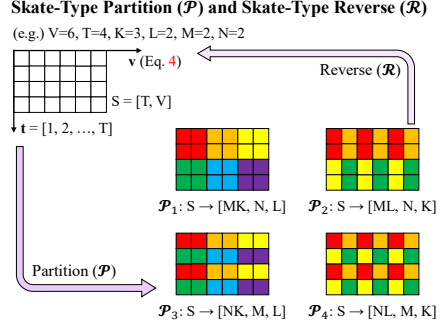 Skate-Type Partition (𝓟) and Skate-Type Reverse (𝓡)
(e.g.) V=6, T=4, K=3, L=2, M=2, N=2
v (Eq. 4)
Reverse (𝓡)
S = [T, V]
t = [1, 2, …, T]
𝓟₁: S → [MK, N, L]
𝓟₂: S → [ML, N, K]
Partition (𝓟)
𝓟₃: S → [NK, M, L]
𝓟₄: S → [NL, M, K]